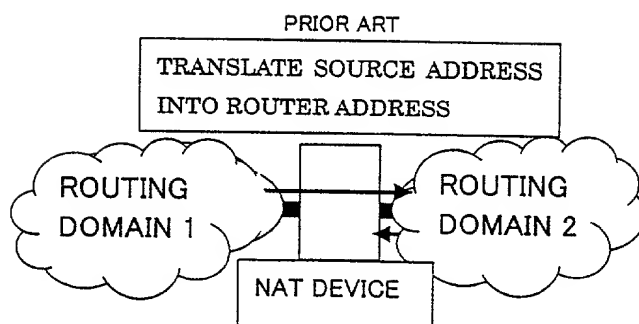 PRIOR ART
TRANSLATE SOURCE ADDRESS
INTO ROUTER ADDRESS
ROUTING
DOMAIN 1
ROUTING
DOMAIN 2
NAT DEVICE